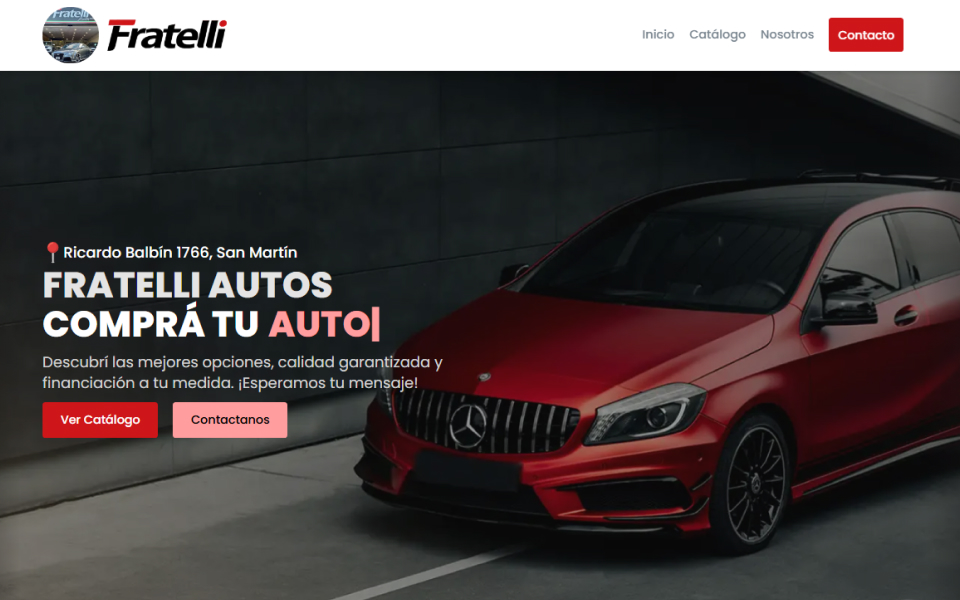 Fratelli
Fratelli
Inicio
Catálogo
Nosotros
Contacto
Ricardo Balbín 1766, San Martín
FRATELLI AUTOS
COMPRÁ TU AUTO|
Descubrí las mejores opciones, calidad garantizada y
financiación a tu medida. ¡Esperamos tu mensaje!
Ver Catálogo
Contactanos